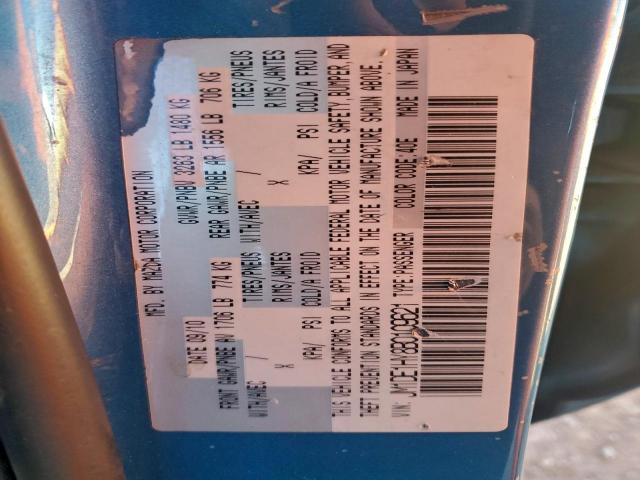 MFD. BY MAZDA MOTOR CORPORATION
DATE 09/10 GVWR/PNBV 3263 LB 1480 KG
FRONT GAWR/PNBE AV 1706 LB 774 KG REAR GAWR/PNBE AR 1556 LB 706 KG
WITH/AVEC / TIRES/PNEUS WITH/AVEC / TIRES/PNEUS
X RIMS/JANTES X RIMS/JANTES
KPA/ PSI COLD/A FROID KPA/ PSI COLD/A FROID
THIS VEHICLE CONFORMS TO ALL APPLICABLE FEDERAL MOTOR VEHICLE SAFETY, BUMPER, AND
THEFT PREVENTION STANDARDS IN EFFECT ON THE DATE OF MANUFACTURE SHOWN ABOVE.
VIN: JM1DE1HY8B0109621 TYPE:PASSENGER COLOR CODE:40E MADE IN JAPAN